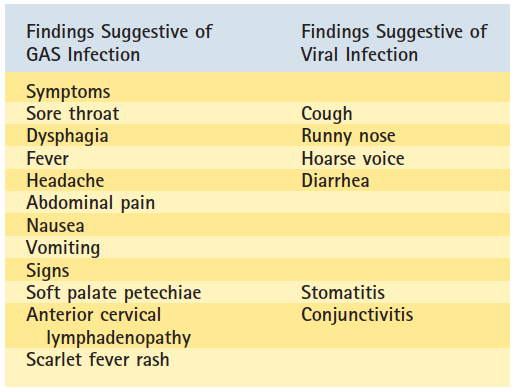 Findings Suggestive of GAS Infection	Findings Suggestive of Viral Infection
Symptoms
Sore throat	Cough
Dysphagia	Runny nose
Fever	Hoarse voice
Headache	Diarrhea
Abdominal pain
Nausea
Vomiting
Signs
Soft palate petechiae	Stomatitis
Anterior cervical	Conjunctivitis
lymphadenopathy
Scarlet fever rash